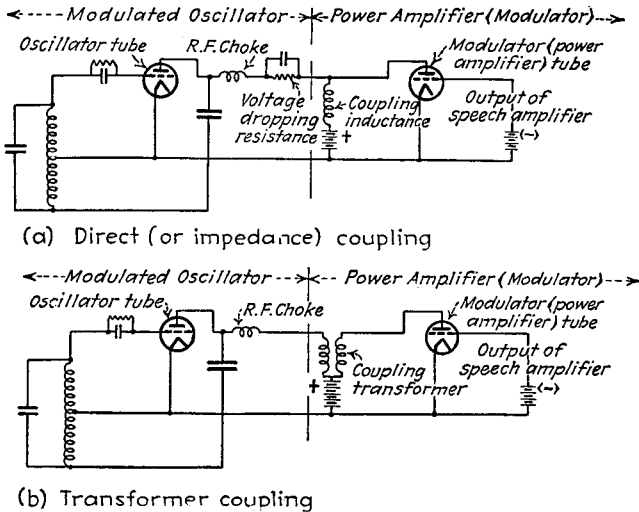 Modulated Oscillator
Power Amplifier (Modulator)
Oscillator tube
R.F. Choke
Modulator (power
amplifier) tube
Voltage
dropping
resistance
Coupling
inductance
+
Output of
speech amplifier
(-)
(a) Direct (or impedance) coupling
Modulated Oscillator
Power Amplifier (Modulator)
Oscillator tube
R.F. Choke
Modulator (power
amplifier) tube
+
Coupling
transformer
Output of
speech amplifier
(-)
(b) Transformer coupling